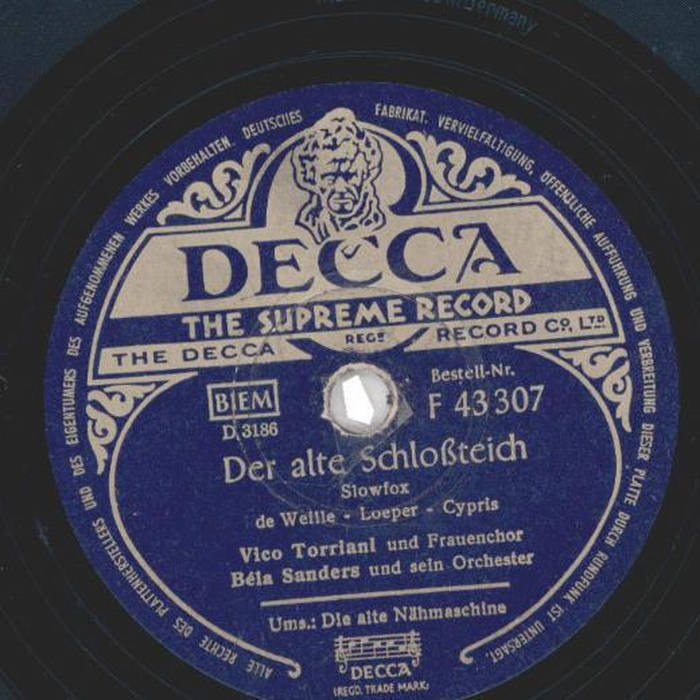 Germany
ALLE RECHTE DES PLATTENHERSTELLERS UND DES EIGENTÜMERS DES AUFGENOMMENEN WERKES VORBEHALTEN. DEUTSCHES FABRIKAT. VERVIELFÄLTIGUNG, ÖFFENTLICHE AUFFÜHRUNG UND VERBREITUNG DIESER PLATTE DURCH RUNDFUNK IST UNTERSAGT.
DECCA
THE SUPREME RECORD
THE DECCA REGD RECORD CO, LTD
Bestell-Nr.
BIEM F 43307
D 3186
Der alte Schloßteich
Slowfox
de Weille - Loeper - Cypris
Vico Torriani und Frauenchor
Béla Sanders und sein Orchester
Ums.: Die alte Nähmaschine
DECCA
(REGD. TRADE MARK)